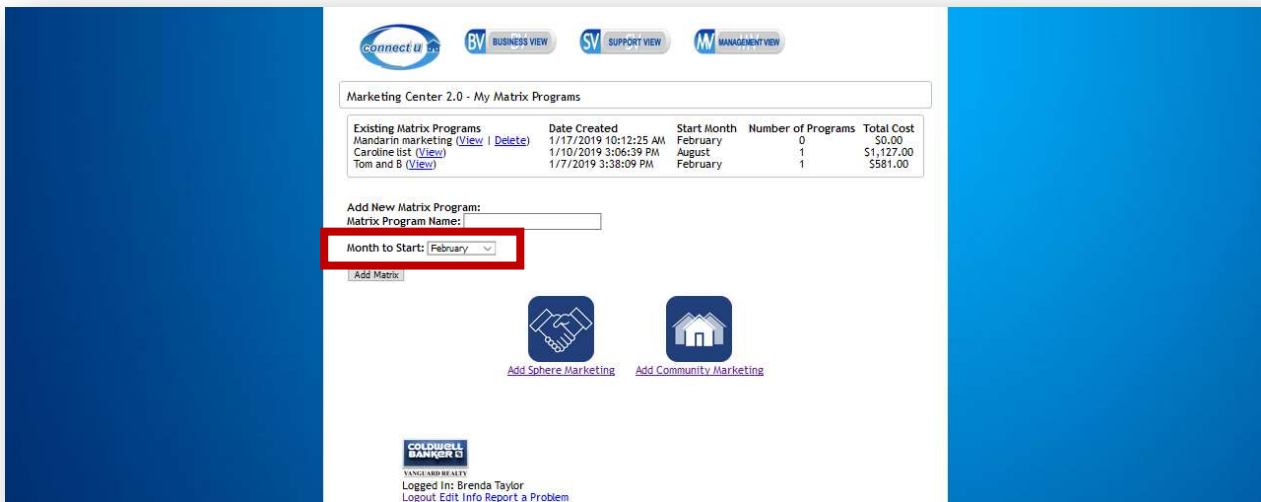 connect u
BV BUSINESS VIEW SV SUPPORT VIEW MV MANAGEMENT VIEW
Marketing Center 2.0 - My Matrix Programs
Existing Matrix Programs Date Created Start Month Number of Programs Total Cost
Mandarin marketing (View | Delete) 1/17/2019 10:12:25 AM February 0 $0.00
Caroline list (View) 1/10/2019 3:06:39 PM August 1 $1,127.00
Tom and B (View) 1/7/2019 3:38:09 PM February 1 $581.00
Add New Matrix Program:
Matrix Program Name:
Month to Start: February
Add Matrix
Add Sphere Marketing Add Community Marketing
COLDWELL
BANKER
VANGUARD REALTY
Logged In: Brenda Taylor
Logout Edit Info Report a Problem